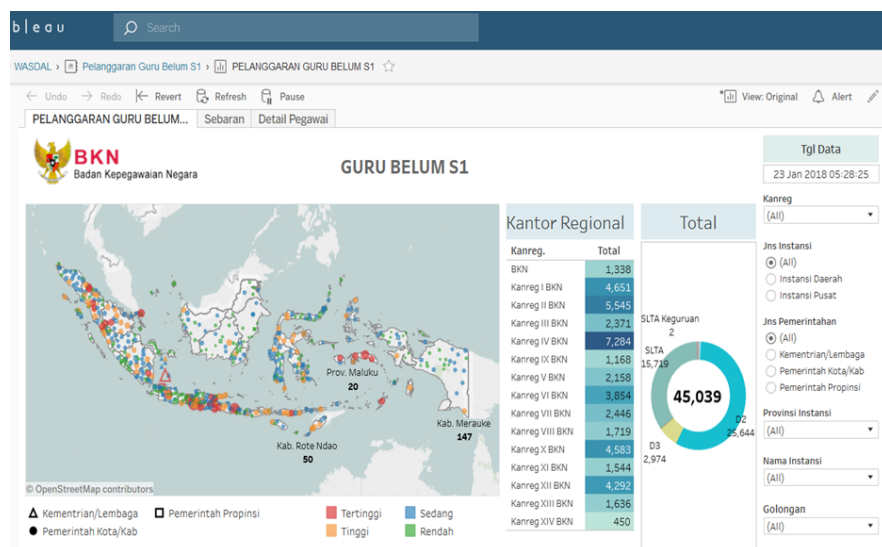 bleau
Search
WASDAL › Pelanggaran Guru Belum S1 › PELANGGARAN GURU BELUM S1
Undo Redo Revert Refresh Pause View: Original Alert
PELANGGARAN GURU BELUM... Sebaran Detail Pegawai
BKN
Badan Kepegawaian Negara
GURU BELUM S1
Tgl Data
23 Jan 2018 05:28:25
Kanreg
(All)
Jns Instansi
(All)
Instansi Daerah
Instansi Pusat
Jns Pemerintahan
(All)
Kementrian/Lembaga
Pemerintah Kota/Kab
Pemerintah Propinsi
Provinsi Instansi
(All)
Nama Instansi
(All)
Golongan
(All)
Prov. Maluku
20
Kab. Merauke
147
Kab. Rote Ndao
50
© OpenStreetMap contributors
Kementrian/Lembaga Pemerintah Propinsi
Pemerintah Kota/Kab
Tertinggi Sedang
Tinggi Rendah
Kantor Regional
Kanreg. Total
BKN 1,338
Kanreg I BKN 4,651
Kanreg II BKN 5,545
Kanreg III BKN 2,371
Kanreg IV BKN 7,284
Kanreg IX BKN 1,168
Kanreg V BKN 2,158
Kanreg VI BKN 3,854
Kanreg VII BKN 2,446
Kanreg VIII BKN 1,719
Kanreg X BKN 4,583
Kanreg XI BKN 1,544
Kanreg XII BKN 4,292
Kanreg XIII BKN 1,636
Kanreg XIV BKN 450
Total
SLTA Keguruan
2
SLTA
15,719
45,039
D2
25,644
D3
2,974